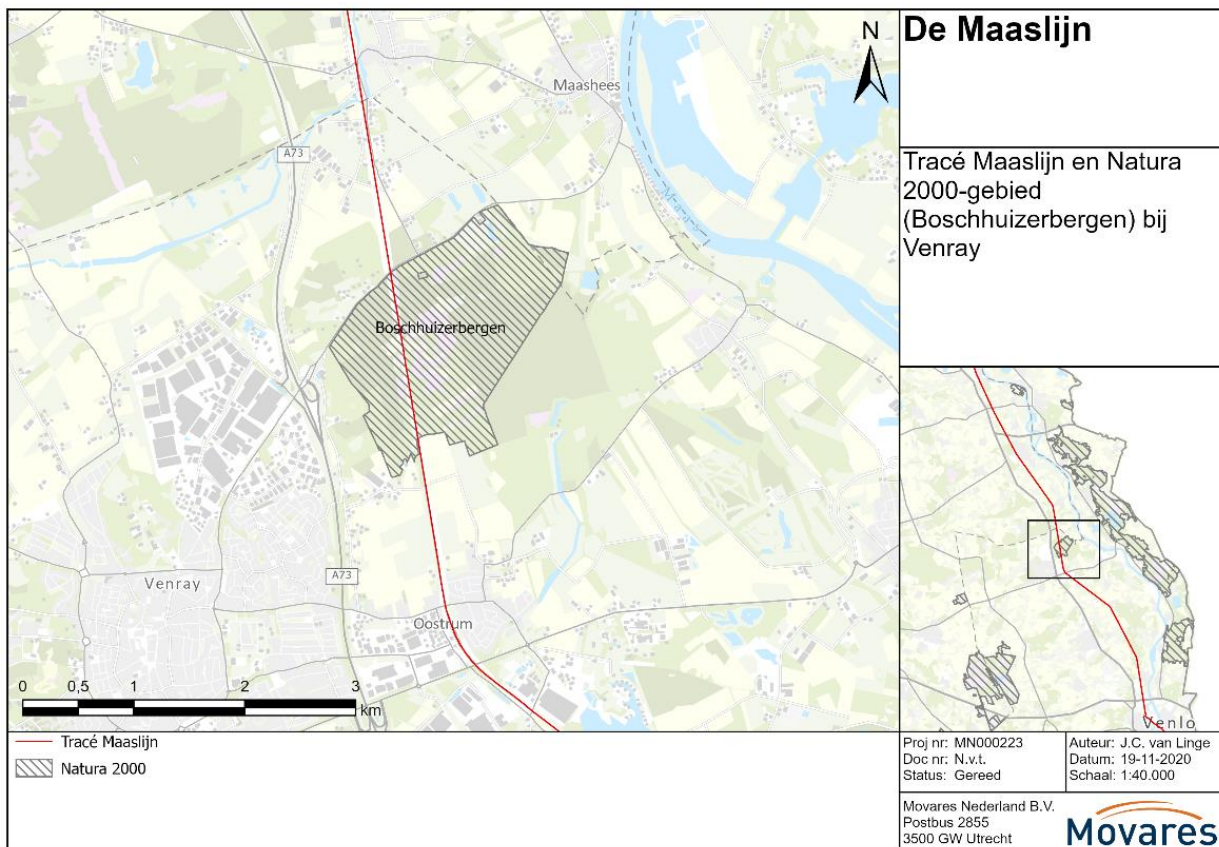 De Maaslijn
Tracé Maaslijn en Natura
2000-gebied
(Boschhuizerbergen) bij
Venray
N
Maashees
A73
Maas
Boschhuizerbergen
A73
Venray
Oostrum
0 0,5 1 2 3
km
Venlo
Tracé Maaslijn
Natura 2000
Proj nr: MN000223
Doc nr: N.v.t.
Status: Gereed
Auteur: J.C. van Linge
Datum: 19-11-2020
Schaal: 1:40.000
Movares Nederland B.V.
Postbus 2855
3500 GW Utrecht
Movares